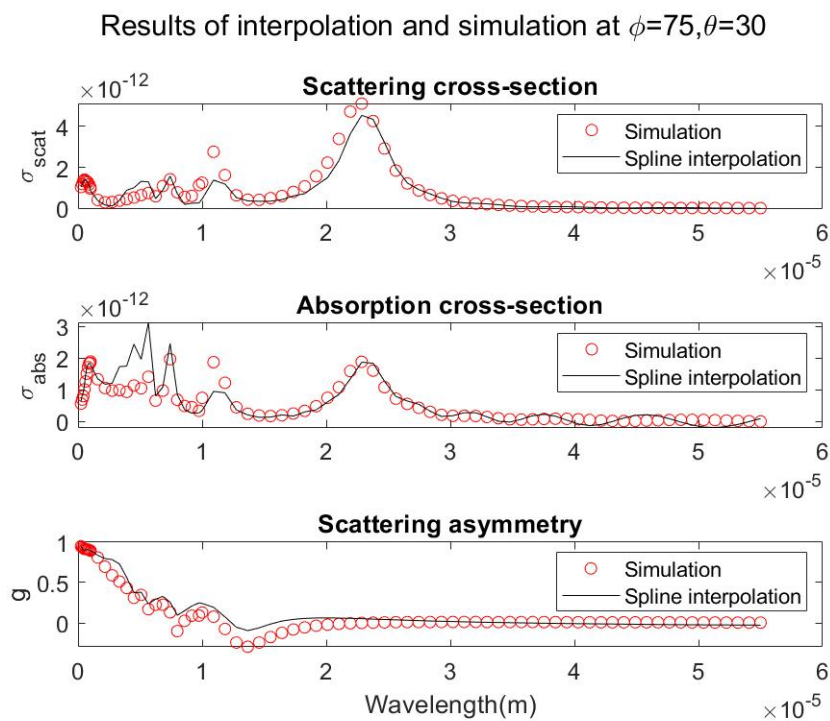 Results of interpolation and simulation at ϕ=75,θ=30
×10⁻¹²
Scattering cross-section
4
2
0
σscat
Simulation
Spline interpolation
0 1 2 3 4 5 6
×10⁻⁵
×10⁻¹²
Absorption cross-section
3
2
1
0
σabs
Simulation
Spline interpolation
0 1 2 3 4 5 6
×10⁻⁵
Scattering asymmetry
1
0.5
0
g
Simulation
Spline interpolation
0 1 2 3 4 5 6
Wavelength(m)
×10⁻⁵